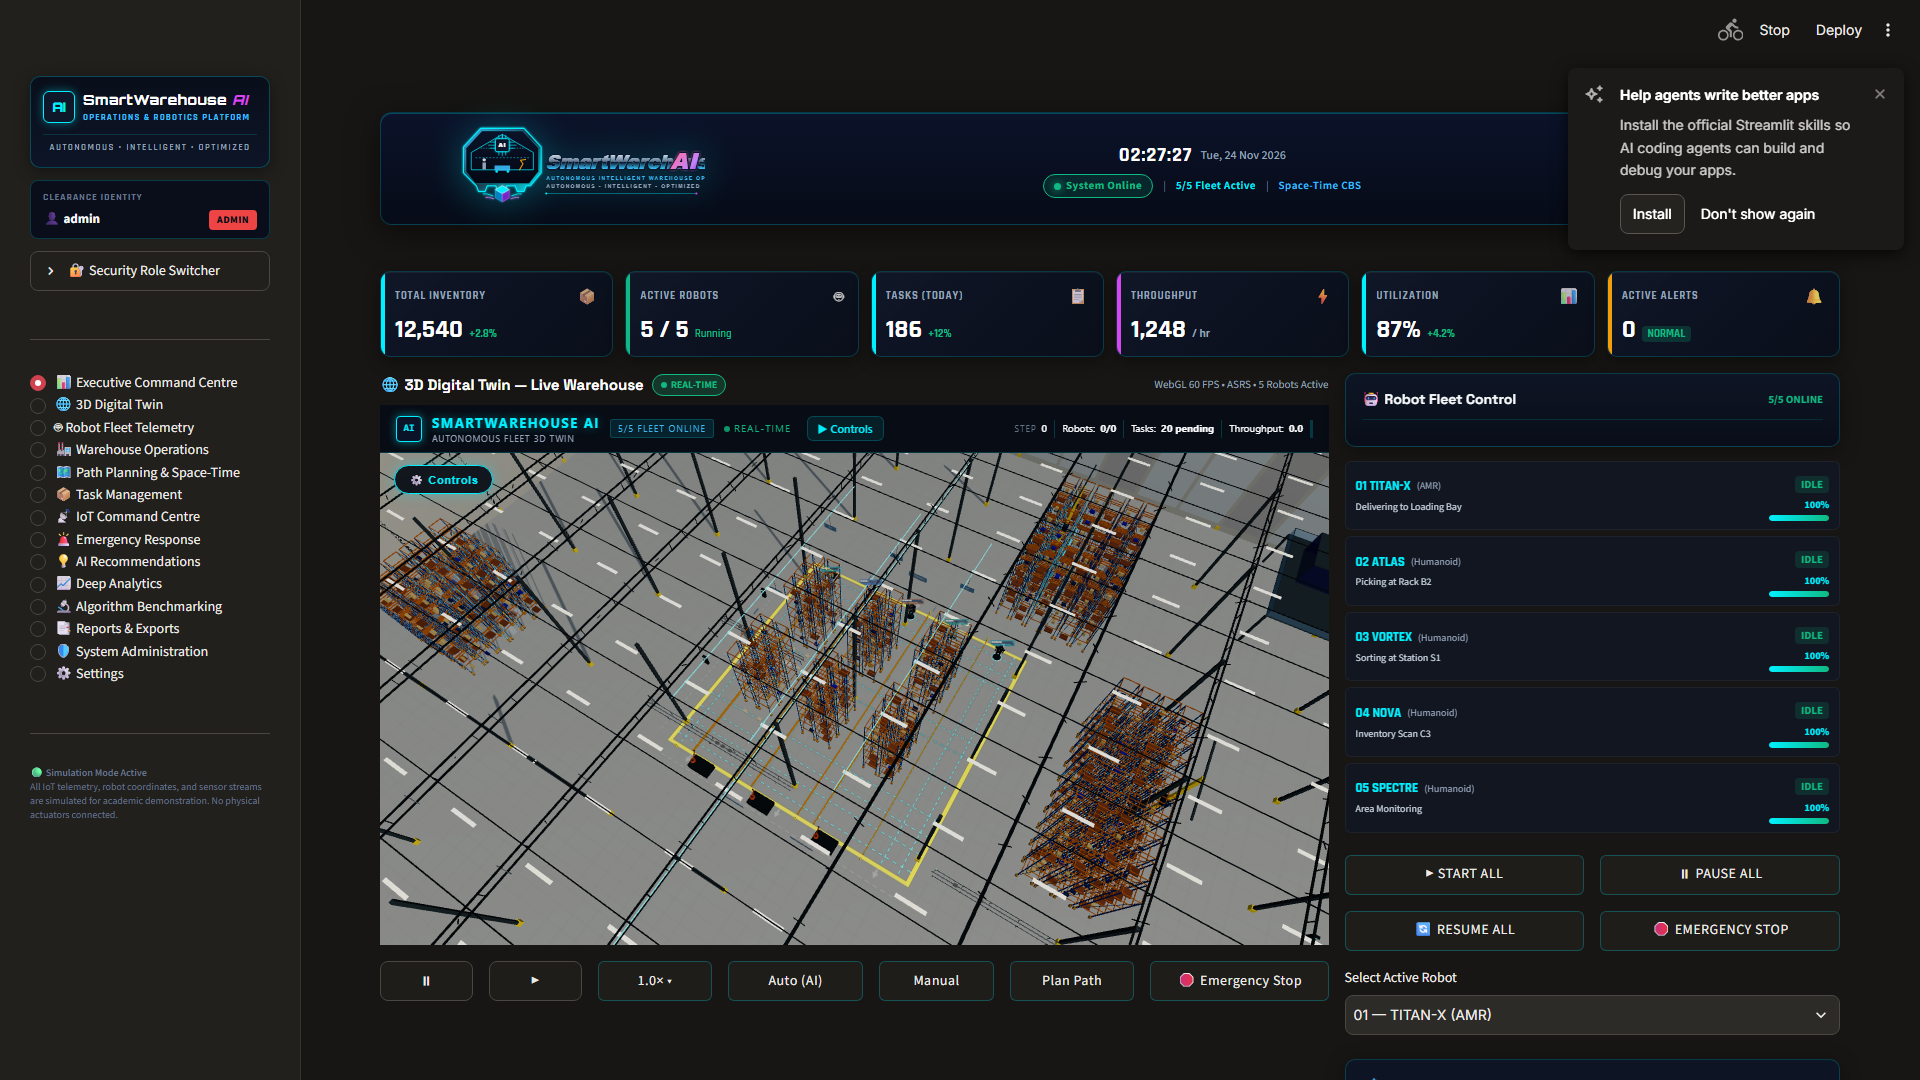 Stop
Deploy
AI
SmartWarehouse AI
OPERATIONS & ROBOTICS PLATFORM
AUTONOMOUS • INTELLIGENT • OPTIMIZED
CLEARANCE IDENTITY
admin
ADMIN
Security Role Switcher
Executive Command Centre
3D Digital Twin
Robot Fleet Telemetry
Warehouse Operations
Path Planning & Space-Time
Task Management
IoT Command Centre
Emergency Response
AI Recommendations
Deep Analytics
Algorithm Benchmarking
Reports & Exports
System Administration
Settings
Simulation Mode Active
All IoT telemetry, robot coordinates, and sensor streams
are simulated for academic demonstration. No physical
actuators connected.
AI
SmartWarehAIs
AUTONOMOUS INTELLIGENT WAREHOUSE OP
AUTONOMOUS • INTELLIGENT • OPTIMIZED
02:27:27 Tue, 24 Nov 2026
System Online | 5/5 Fleet Active | Space-Time CBS
Help agents write better apps
Install the official Streamlit skills so
AI coding agents can build and
debug your apps.
Install
Don't show again
TOTAL INVENTORY
12,540 +2.8%
ACTIVE ROBOTS
5 / 5 Running
TASKS (TODAY)
186 +12%
THROUGHPUT
1,248 / hr
UTILIZATION
87% +4.2%
ACTIVE ALERTS
0 NORMAL
3D Digital Twin — Live Warehouse
REAL-TIME
WebGL 60 FPS • ASRS • 5 Robots Active
AI
SMARTWAREHOUSE AI
AUTONOMOUS FLEET 3D TWIN
5/5 FLEET ONLINE
REAL-TIME
▶ Controls
STEP 0
Robots: 0/0
Tasks: 20 pending
Throughput: 0.0
Controls
1.0×
Auto (AI)
Manual
Plan Path
Emergency Stop
Robot Fleet Control
5/5 ONLINE
01 TITAN-X (AMR)
IDLE
Delivering to Loading Bay
100%
02 ATLAS (Humanoid)
IDLE
Picking at Rack B2
100%
03 VORTEX (Humanoid)
IDLE
Sorting at Station S1
100%
04 NOVA (Humanoid)
IDLE
Inventory Scan C3
100%
05 SPECTRE (Humanoid)
IDLE
Area Monitoring
100%
START ALL
PAUSE ALL
RESUME ALL
EMERGENCY STOP
Select Active Robot
01 — TITAN-X (AMR)